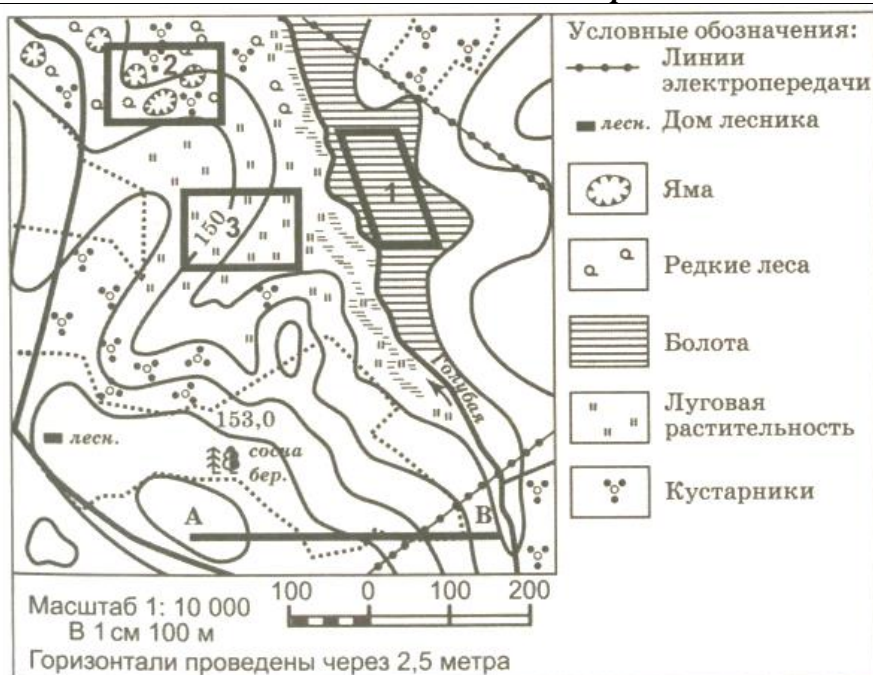 Условные обозначения:
Линии
электропередачи
лесн. Дом лесника
Яма
Редкие леса
Болота
Луговая
растительность
Кустарники
2
1
150
3
Голубая
153,0
лесн.
сосна
бер.
А
В
Масштаб 1: 10 000
В 1 см 100 м
Горизонтали проведены через 2,5 метра
100 0 100 200